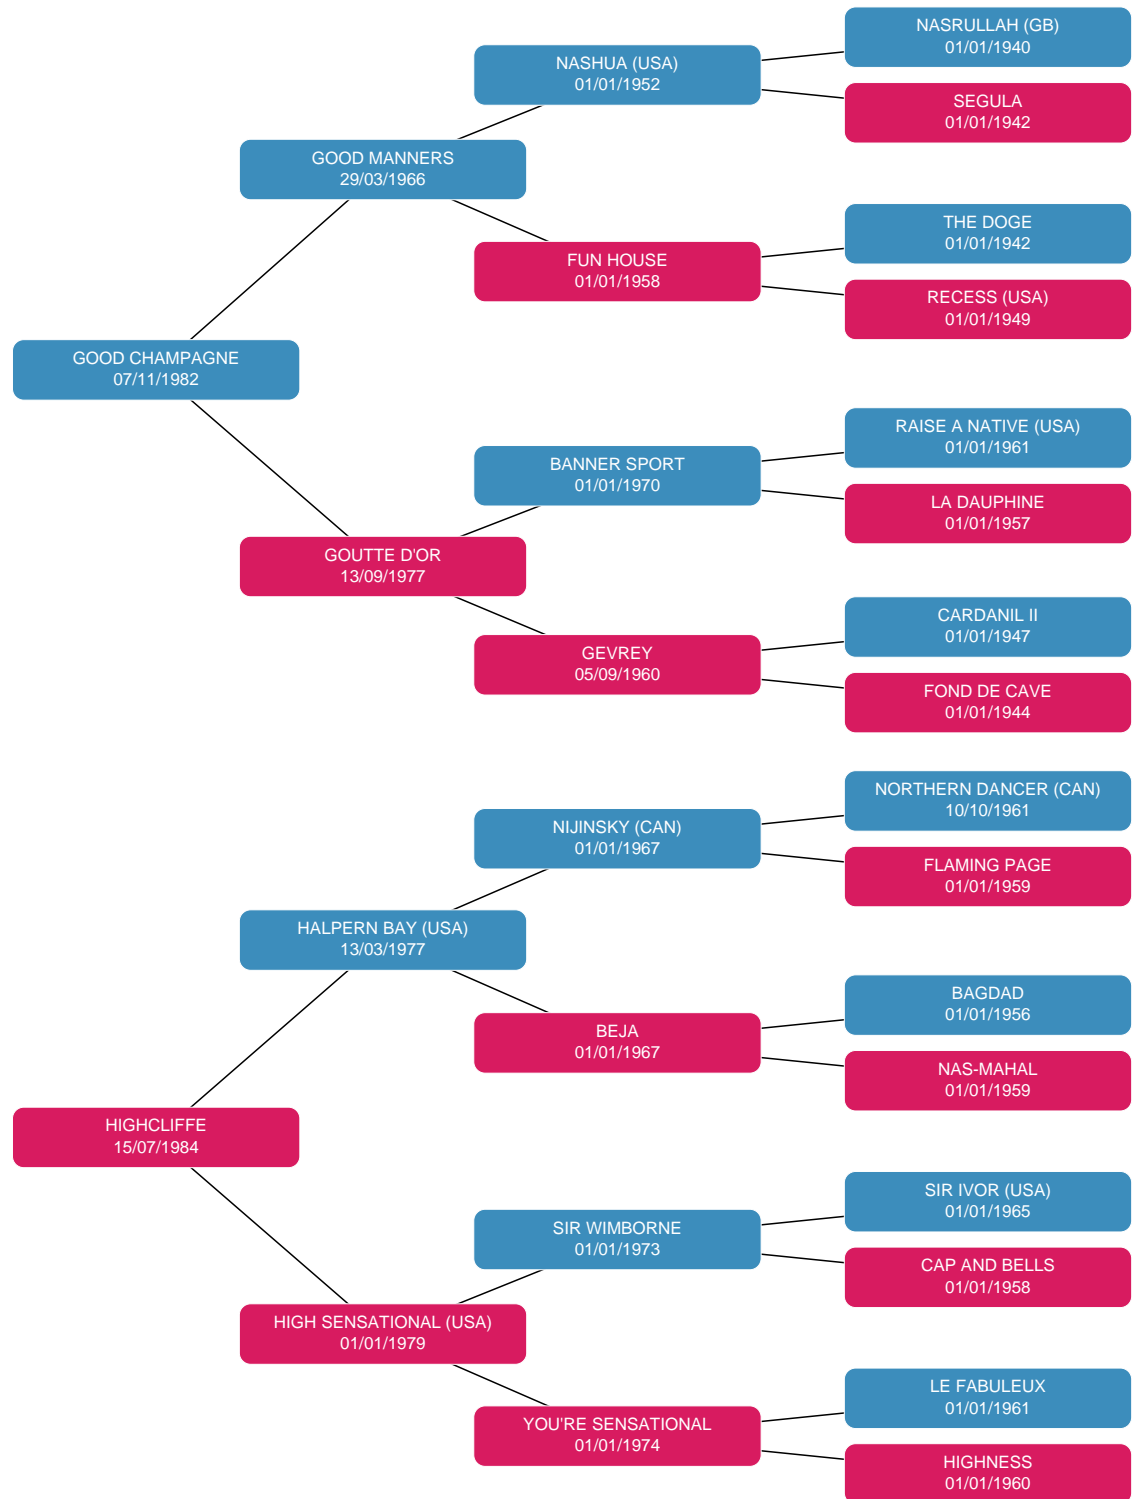 NASRULLAH (GB)
01/01/1940
NASHUA (USA)
01/01/1952
SEGULA
01/01/1942
GOOD MANNERS
29/03/1966
THE DOGE
01/01/1942
FUN HOUSE
01/01/1958
RECESS (USA)
01/01/1949
GOOD CHAMPAGNE
07/11/1982
RAISE A NATIVE (USA)
01/01/1961
BANNER SPORT
01/01/1970
LA DAUPHINE
01/01/1957
GOUTTE D'OR
13/09/1977
CARDANIL II
01/01/1947
GEVREY
05/09/1960
FOND DE CAVE
01/01/1944
NORTHERN DANCER (CAN)
10/10/1961
NIJINSKY (CAN)
01/01/1967
FLAMING PAGE
01/01/1959
HALPERN BAY (USA)
13/03/1977
BAGDAD
01/01/1956
BEJA
01/01/1967
NAS-MAHAL
01/01/1959
HIGHCLIFFE
15/07/1984
SIR IVOR (USA)
01/01/1965
SIR WIMBORNE
01/01/1973
CAP AND BELLS
01/01/1958
HIGH SENSATIONAL (USA)
01/01/1979
LE FABULEUX
01/01/1961
YOU'RE SENSATIONAL
01/01/1974
HIGHNESS
01/01/1960